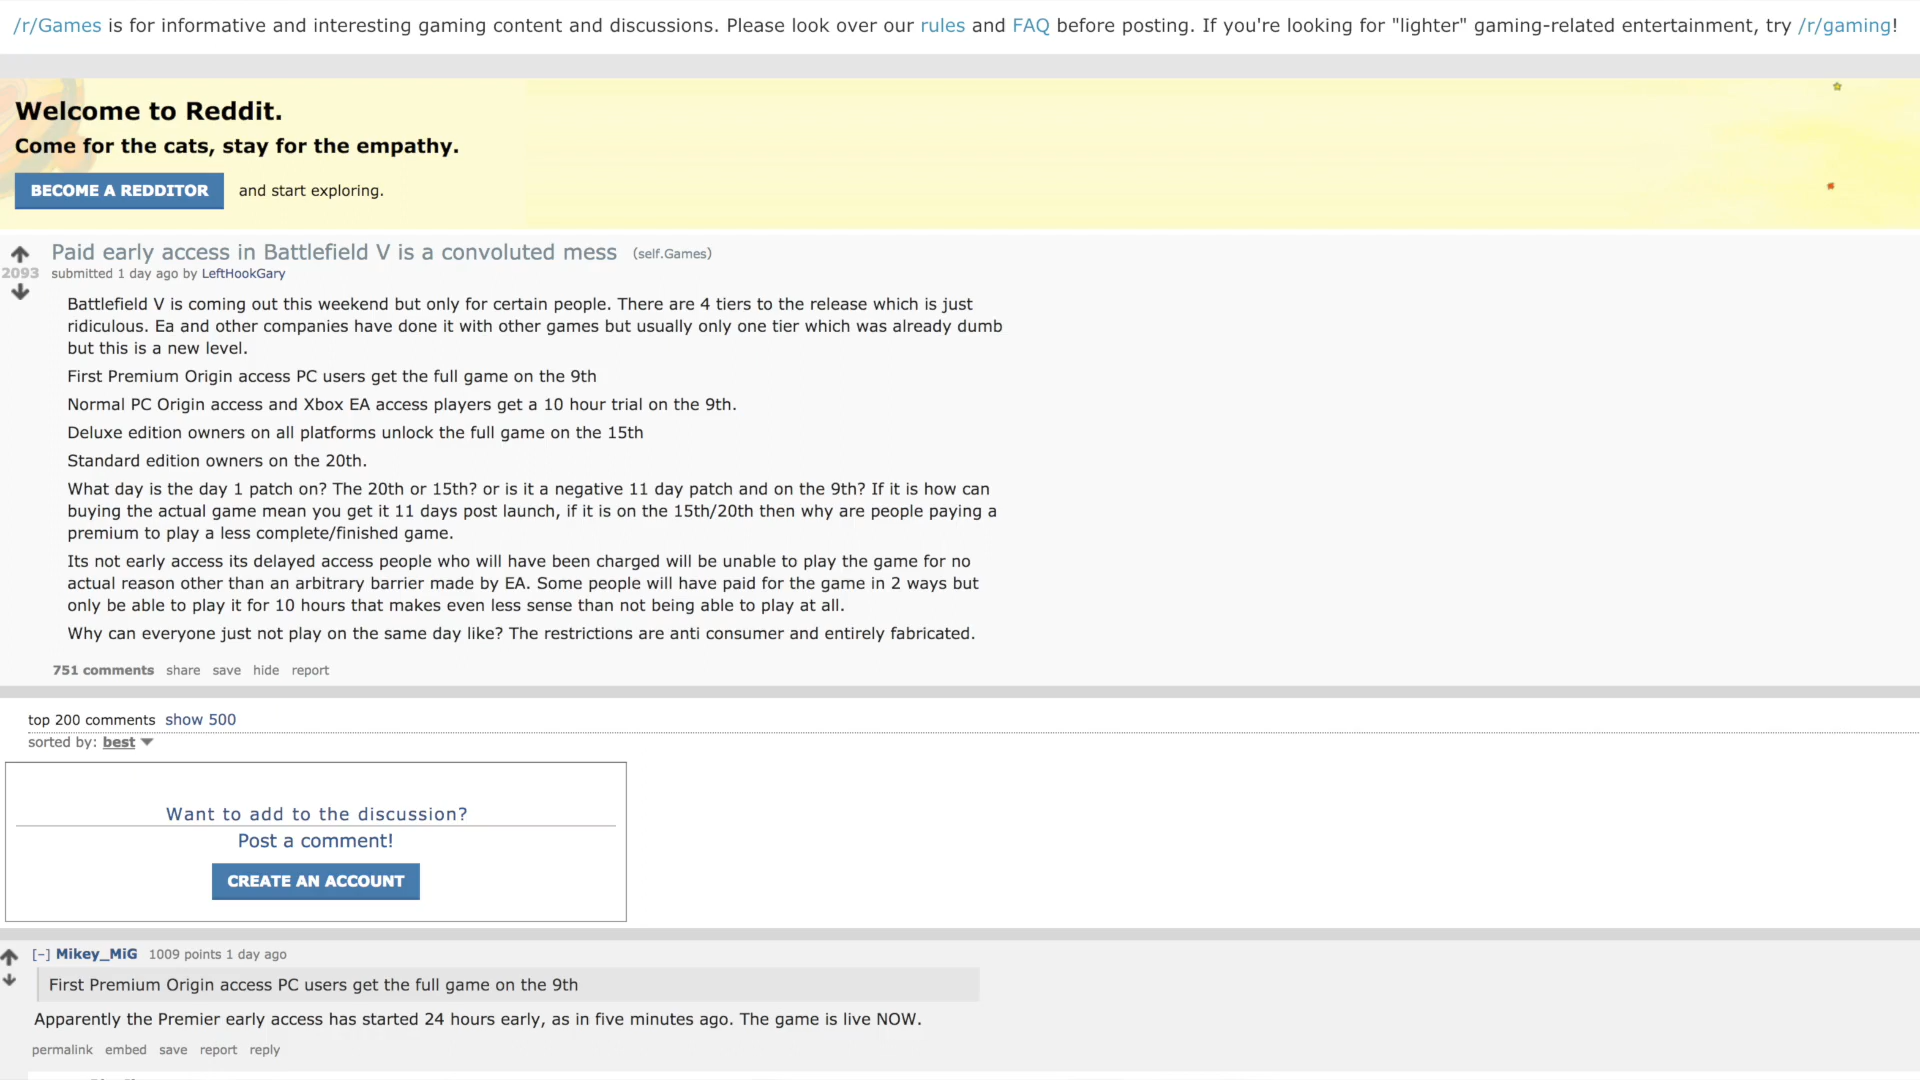 /r/Games is for informative and interesting gaming content and discussions. Please look over our rules and FAQ before posting. If you're looking for "lighter" gaming-related entertainment, try /r/gaming!
Welcome to Reddit.
Come for the cats, stay for the empathy.
BECOME A REDDITOR and start exploring.
Paid early access in Battlefield V is a convoluted mess (self.Games)
2093 submitted 1 day ago by LeftHookGary
Battlefield V is coming out this weekend but only for certain people. There are 4 tiers to the release which is just
ridiculous. Ea and other companies have done it with other games but usually only one tier which was already dumb
but this is a new level.
First Premium Origin access PC users get the full game on the 9th
Normal PC Origin access and Xbox EA access players get a 10 hour trial on the 9th.
Deluxe edition owners on all platforms unlock the full game on the 15th
Standard edition owners on the 20th.
What day is the day 1 patch on? The 20th or 15th? or is it a negative 11 day patch and on the 9th? If it is how can
buying the actual game mean you get it 11 days post launch, if it is on the 15th/20th then why are people paying a
premium to play a less complete/finished game.
Its not early access its delayed access people who will have been charged will be unable to play the game for no
actual reason other than an arbitrary barrier made by EA. Some people will have paid for the game in 2 ways but
only be able to play it for 10 hours that makes even less sense than not being able to play at all.
Why can everyone just not play on the same day like? The restrictions are anti consumer and entirely fabricated.
751 comments share save hide report
top 200 comments show 500
sorted by: best
Want to add to the discussion?
Post a comment!
CREATE AN ACCOUNT
[–] Mikey_MiG 1009 points 1 day ago
First Premium Origin access PC users get the full game on the 9th
Apparently the Premier early access has started 24 hours early, as in five minutes ago. The game is live NOW.
permalink embed save report reply